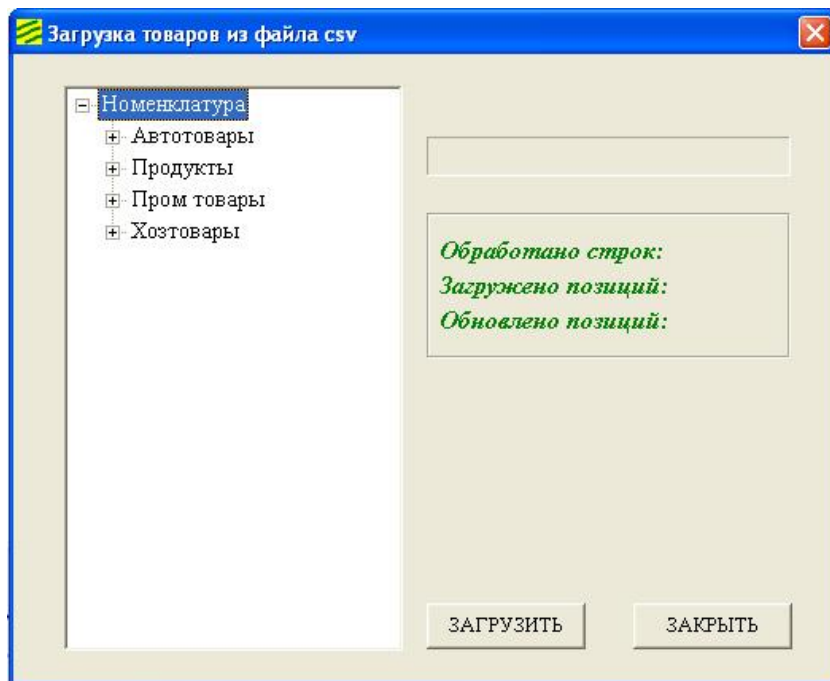 Загрузка товаров из файла csv
Номенклатура
Автотовары
Продукты
Пром товары
Хозтовары
Обработано строк:
Загружено позиций:
Обновлено позиций:
ЗАГРУЗИТЬ
ЗАКРЫТЬ